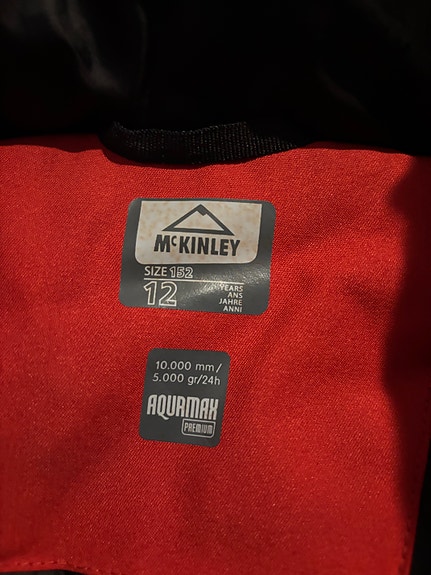 McKINLEY
SIZE 152
12 YEARS
ANS
JAHRE
ANNI
10.000 mm /
5.000 gr/24h
AQUAMAX
PREMIUM